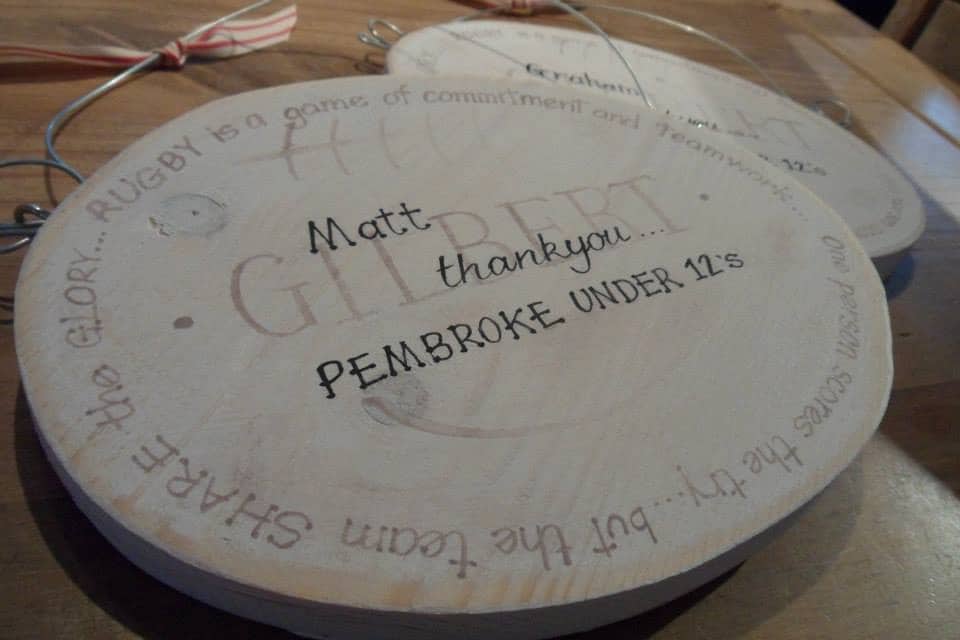 RUGBY is a game of commitment and teamwork....
one person scores the try... but the team SHARE the GLORY...
GILBERT
Matt
thankyou...
PEMBROKE UNDER 12's
Graham
12's